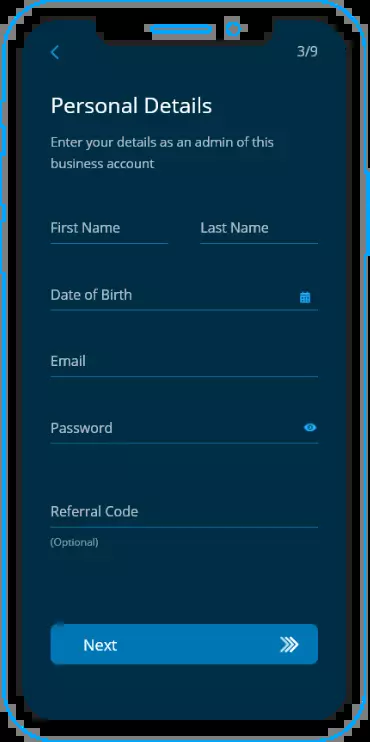 3/9
Personal Details
Enter your details as an admin of this
business account
First Name Last Name
Date of Birth
Email
Password
Referral Code
(Optional)
Next